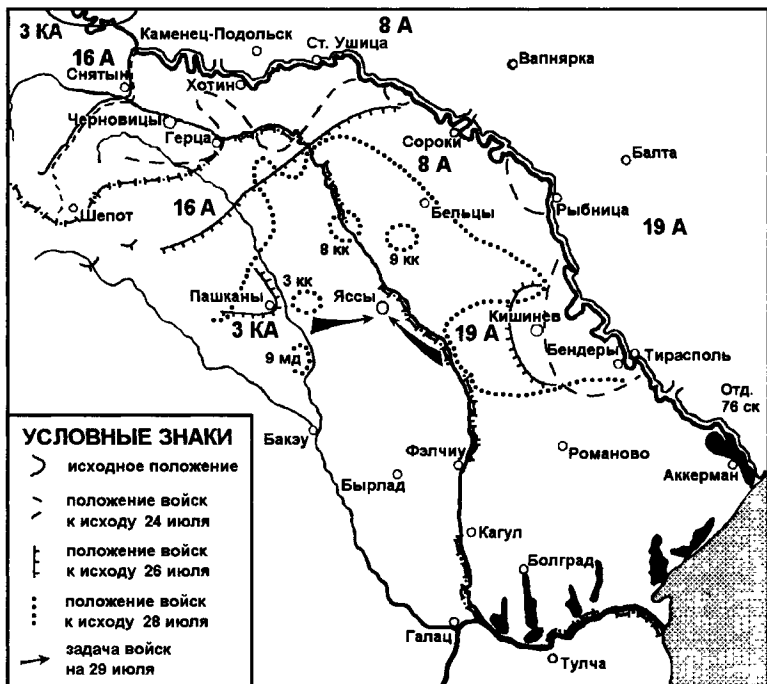 3 КА
8 А
16 А
Каменец-Подольск
Ст. Ушица
Вапнярка
Снятын
Хотин
Черновицы
Герца
Сороки
8 А
Балта
16 А
Шепот
Бельцы
Рыбница
19 А
8 кк
9 кк
3 кк
Пашканы
Яссы
Кишинев
3 КА
19 А
Бендеры
Тирасполь
9 мд
Отд.
76 ск
УСЛОВНЫЕ ЗНАКИ
исходное положение
положение войск
к исходу 24 июля
положение войск
к исходу 26 июля
положение войск
к исходу 28 июля
задача войск
на 29 июля
Бакэу
Фэлчиу
Романово
Бырлад
Аккерман
Кагул
Болград
Галац
Тулча